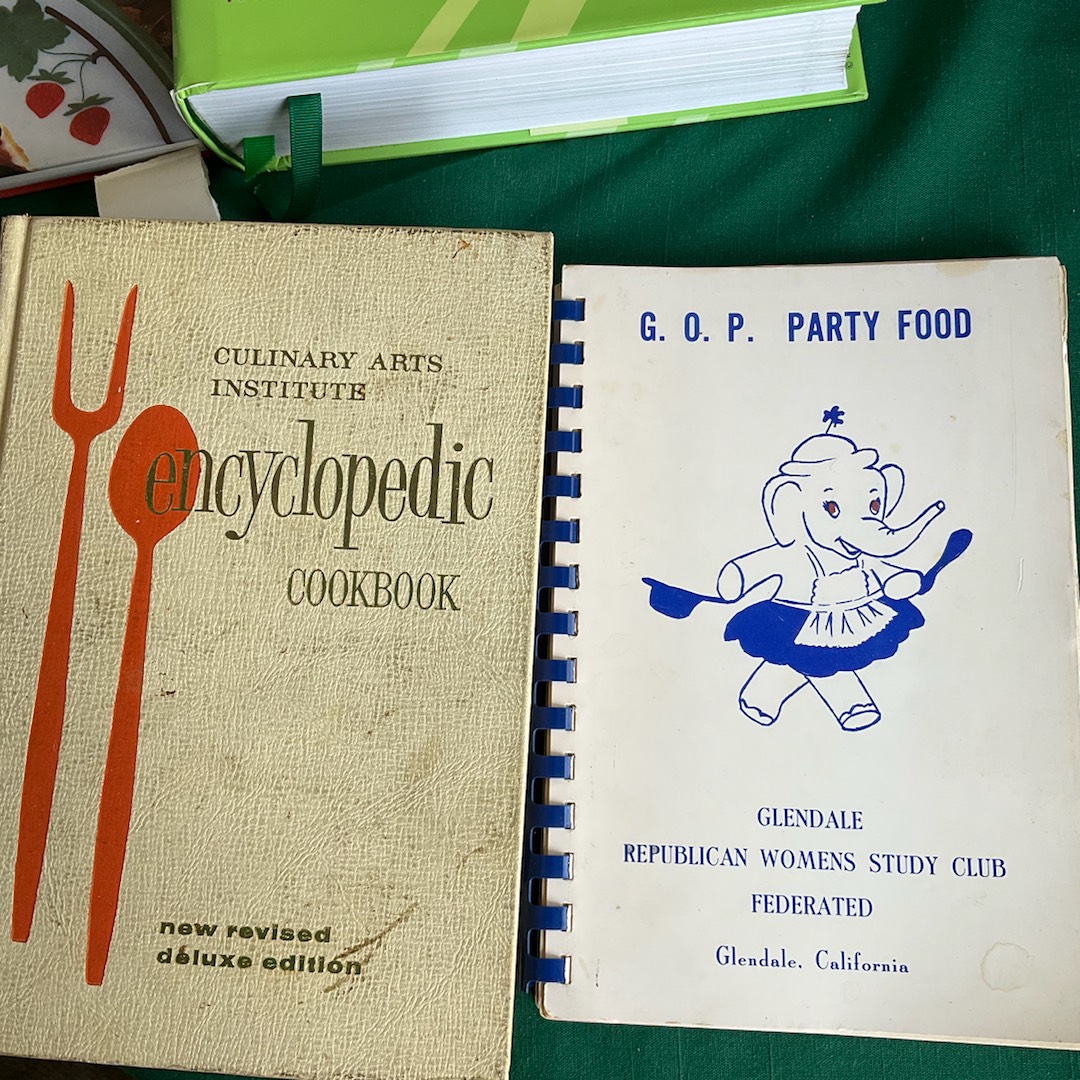 CULINARY ARTS
INSTITUTE
encyclopedic
COOKBOOK
new revised
deluxe edition
G. O. P. PARTY FOOD
GLENDALE
REPUBLICAN WOMENS STUDY CLUB
FEDERATED
Glendale, California